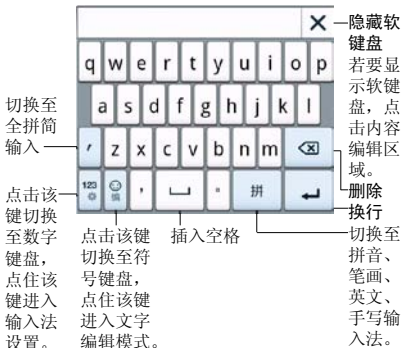 隐藏软
键盘
若要显
示软键
盘，点
击内容
编辑区
域。
q w e r t y u i o p
a s d f g h j k l
切换至
全拼简
输入
' z x c v b n m
删除
123
编
,
。
拼
换行
点击该
键切换
至数字
键盘，
点住该
键进入
输入法
设置。
点击该键
切换至符
号键盘，
点住该键
进入文字
编辑模式。
插入空格
切换至
拼音、
笔画、
英文、
手写输
入法。